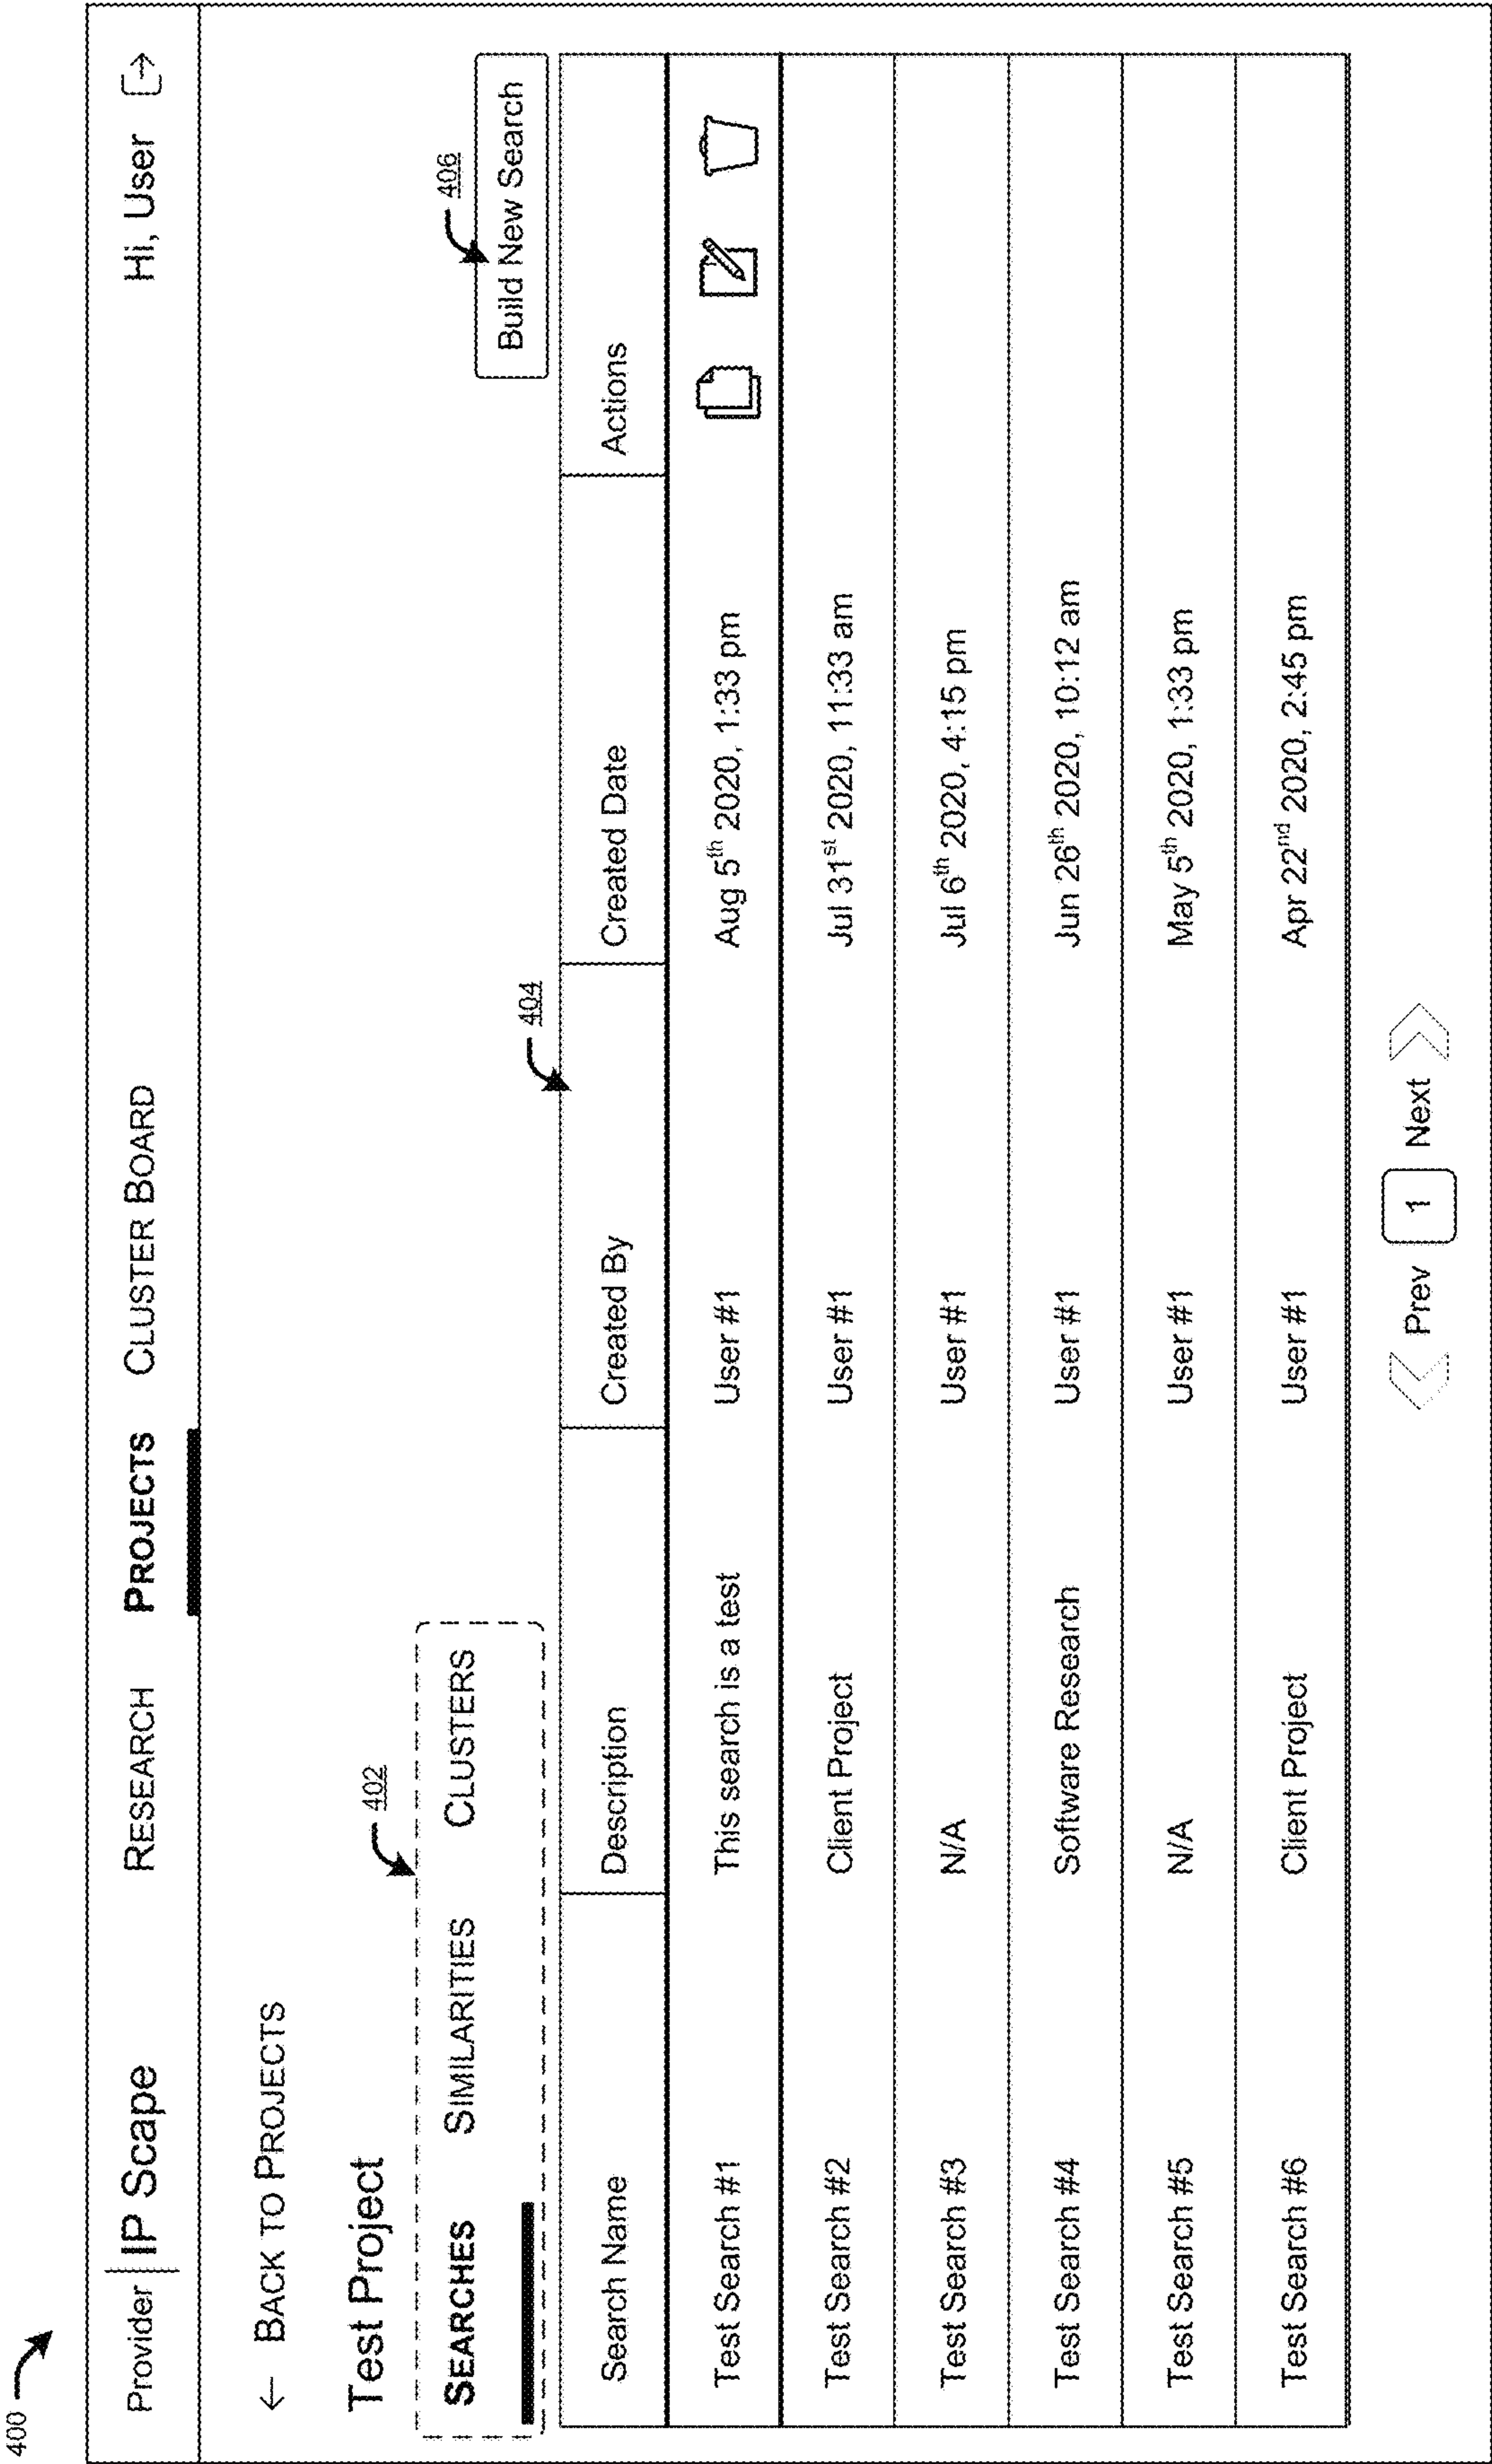 400
Provider | IP Scape RESEARCH PROJECTS CLUSTER BOARD Hi, User
← BACK TO PROJECTS
Test Project
402
SEARCHES SIMILARITIES CLUSTERS
406
Build New Search
404
Search Name Description Created By Created Date Actions
Test Search #1 This search is a test User #1 Aug 5th 2020, 1:33 pm
Test Search #2 Client Project User #1 Jul 31st 2020, 11:33 am
Test Search #3 N/A User #1 Jul 6th 2020, 4:15 pm
Test Search #4 Software Research User #1 Jun 26th 2020, 10:12 am
Test Search #5 N/A User #1 May 5th 2020, 1:33 pm
Test Search #6 Client Project User #1 Apr 22nd 2020, 2:45 pm
Prev 1 Next